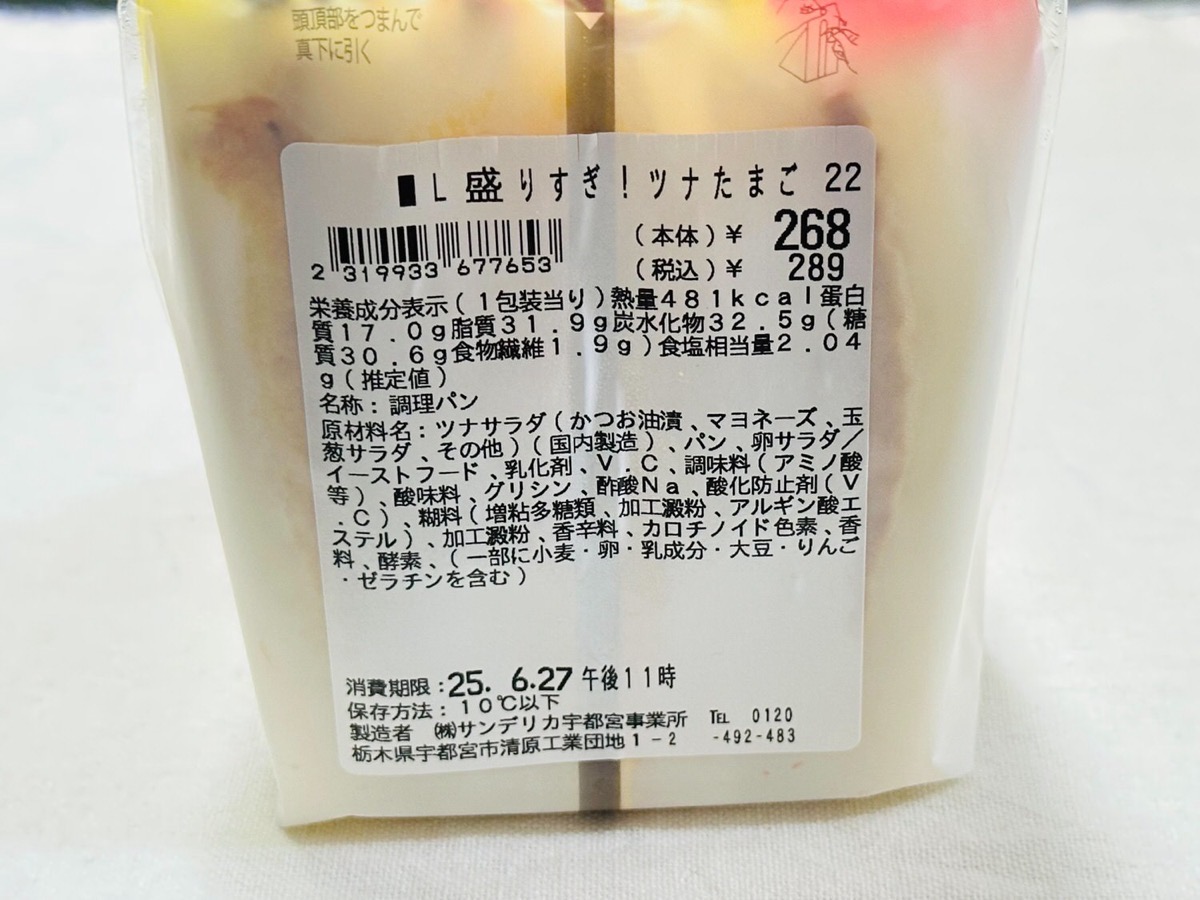 頭頂部をつまんで
真下に引く
■L盛りすぎ！ツナたまご 22
(本体)¥ 268
2 319933 677653
(税込)¥ 289
栄養成分表示(1包装当り)熱量481kcal蛋白
質17.0g脂質31.9g炭水化物32.5g(糖
質30.6g食物繊維1.9g)食塩相当量2.04
g(推定値)
名称：調理パン
原材料名：ツナサラダ(かつお油漬、マヨネーズ、玉
葱サラダ、その他)(国内製造)、パン、卵サラダ/
イーストフード、乳化剤、V.C、調味料(アミノ酸
等)、酸味料、グリシン、酢酸Na、酸化防止剤(V
.C)、糊料(増粘多糖類、加工澱粉、アルギン酸エ
ステル)、加工澱粉、香辛料、カロチノイド色素、香
料、酵素、(一部に小麦・卵・乳成分・大豆・りんご
・ゼラチンを含む)
消費期限：25. 6.27午後11時
保存方法：10℃以下
製造者 ㈱サンデリカ宇都宮事業所 TEL 0120
栃木県宇都宮市清原工業団地1-2 -492-483